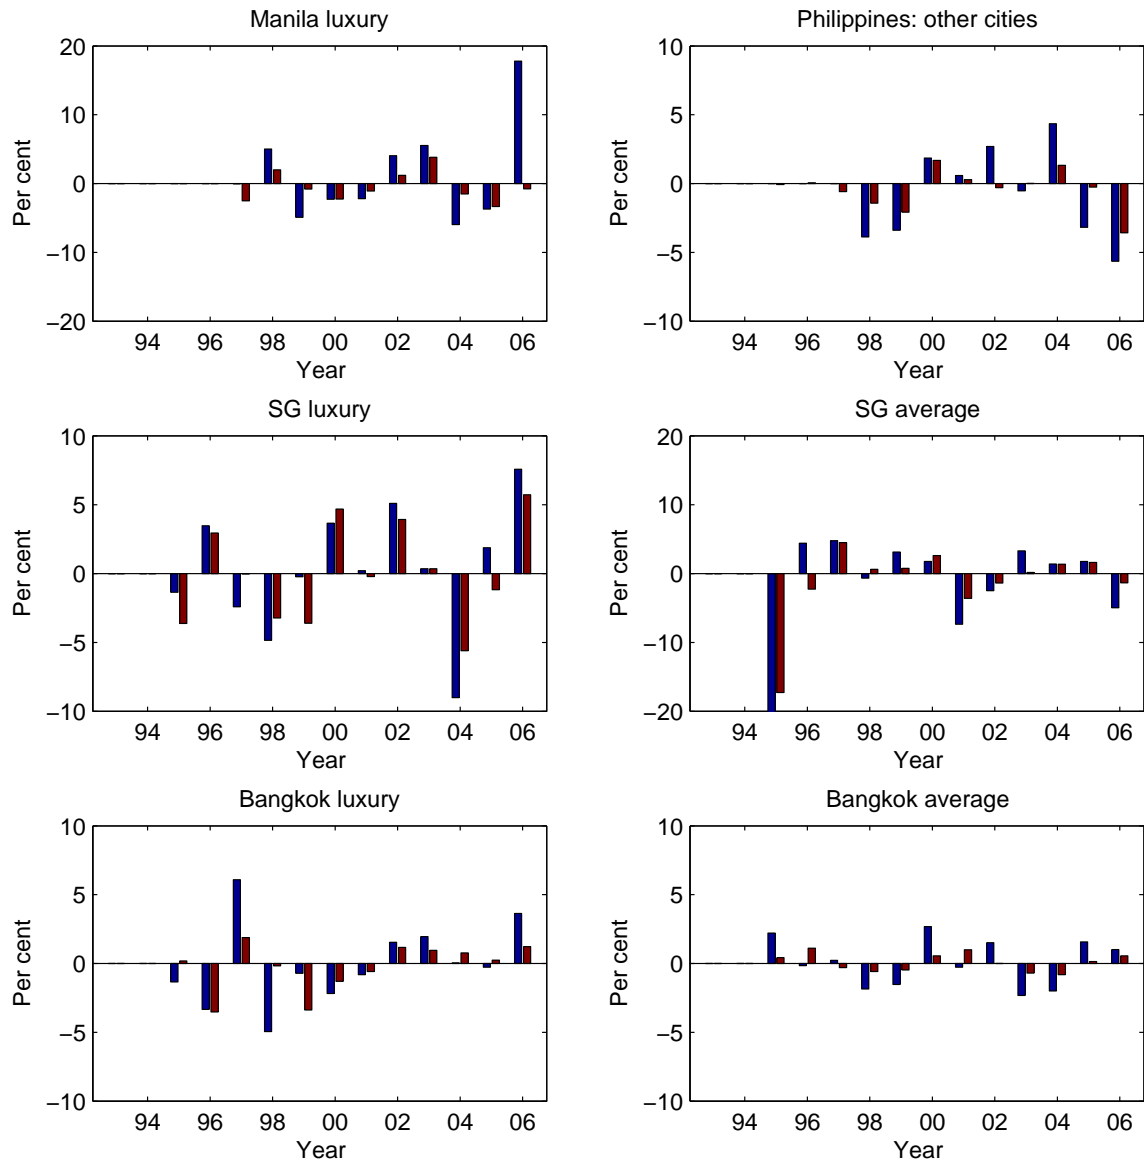 Manila luxury
Philippines: other cities
20
10
0
−10
−20
Per cent
94 96 98 00 02 04 06
Year
10
5
0
−5
−10
Per cent
94 96 98 00 02 04 06
Year
SG luxury
SG average
10
5
0
−5
−10
Per cent
94 96 98 00 02 04 06
Year
20
10
0
−10
−20
Per cent
94 96 98 00 02 04 06
Year
Bangkok luxury
Bangkok average
10
5
0
−5
−10
Per cent
94 96 98 00 02 04 06
Year
10
5
0
−5
−10
Per cent
94 96 98 00 02 04 06
Year